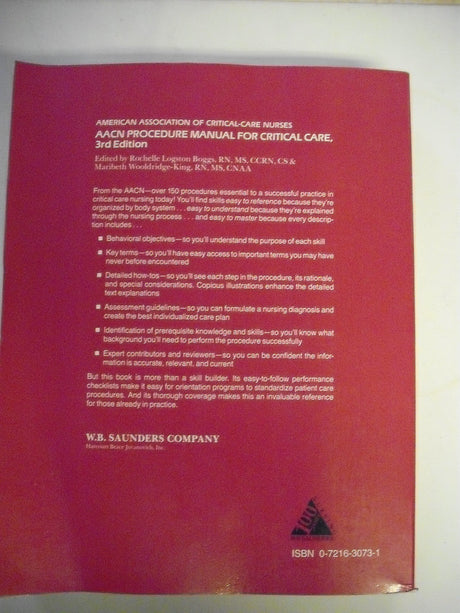 AMERICAN ASSOCIATION OF CRITICAL-CARE NURSES
AACN PROCEDURE MANUAL FOR CRITICAL CARE,
3rd Edition
Edited by Rochelle Logston Boggs, RN, MS, CCRN, CS &
Maribeth Wooldridge-King, RN, MS, CNAA
From the AACN—over 150 procedures essential to a successful practice in
critical care nursing today! You'll find skills easy to reference because they're
organized by body system . . . easy to understand because they're explained
through the nursing process . . . and easy to master because every descrip-
tion includes . . .
■ Behavioral objectives—so you'll understand the purpose of each skill
■ Key terms—so you'll have easy access to important terms you may have
never before encountered
■ Detailed how-tos—so you'll see each step in the procedure, its rationale,
and special considerations. Copious illustrations enhance the detailed
text explanations
■ Assessment guidelines—so you can formulate a nursing diagnosis and
create the best individualized care plan
■ Identification of prerequisite knowledge and skills—so you'll know what
background you'll need to perform the procedure successfully
■ Expert contributors and reviewers—so you can be confident the infor-
mation is accurate, relevant, and current
But this book is more than a skill builder. Its easy-to-follow performance
checklists make it easy for orientation programs to standardize patient care
procedures. And its thorough coverage makes this an invaluable reference
for those already in practice.
W.B. SAUNDERS COMPANY
Harcourt Brace Jovanovich, Inc.
100
ISBN 0-7216-3073-1